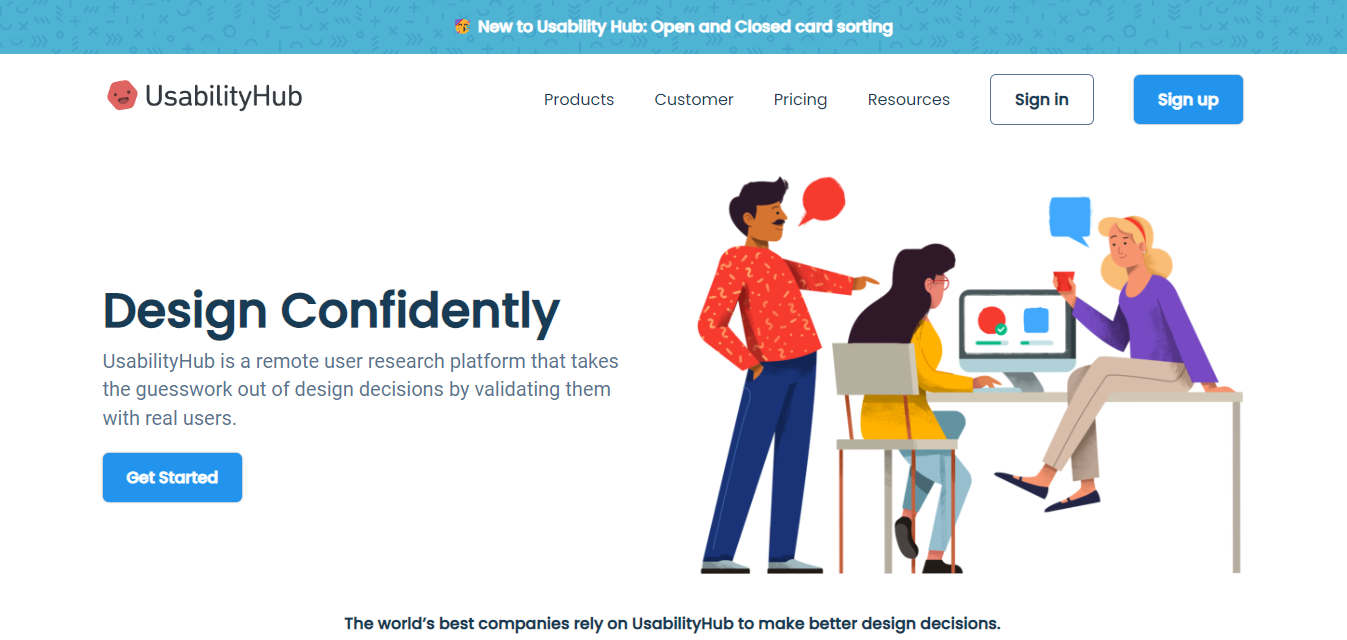 🥳 New to Usability Hub: Open and Closed card sorting
UsabilityHub
Products Customer Pricing Resources Sign in Sign up
Design Confidently
UsabilityHub is a remote user research platform that takes
the guesswork out of design decisions by validating them
with real users.
Get Started
The world’s best companies rely on UsabilityHub to make better design decisions.